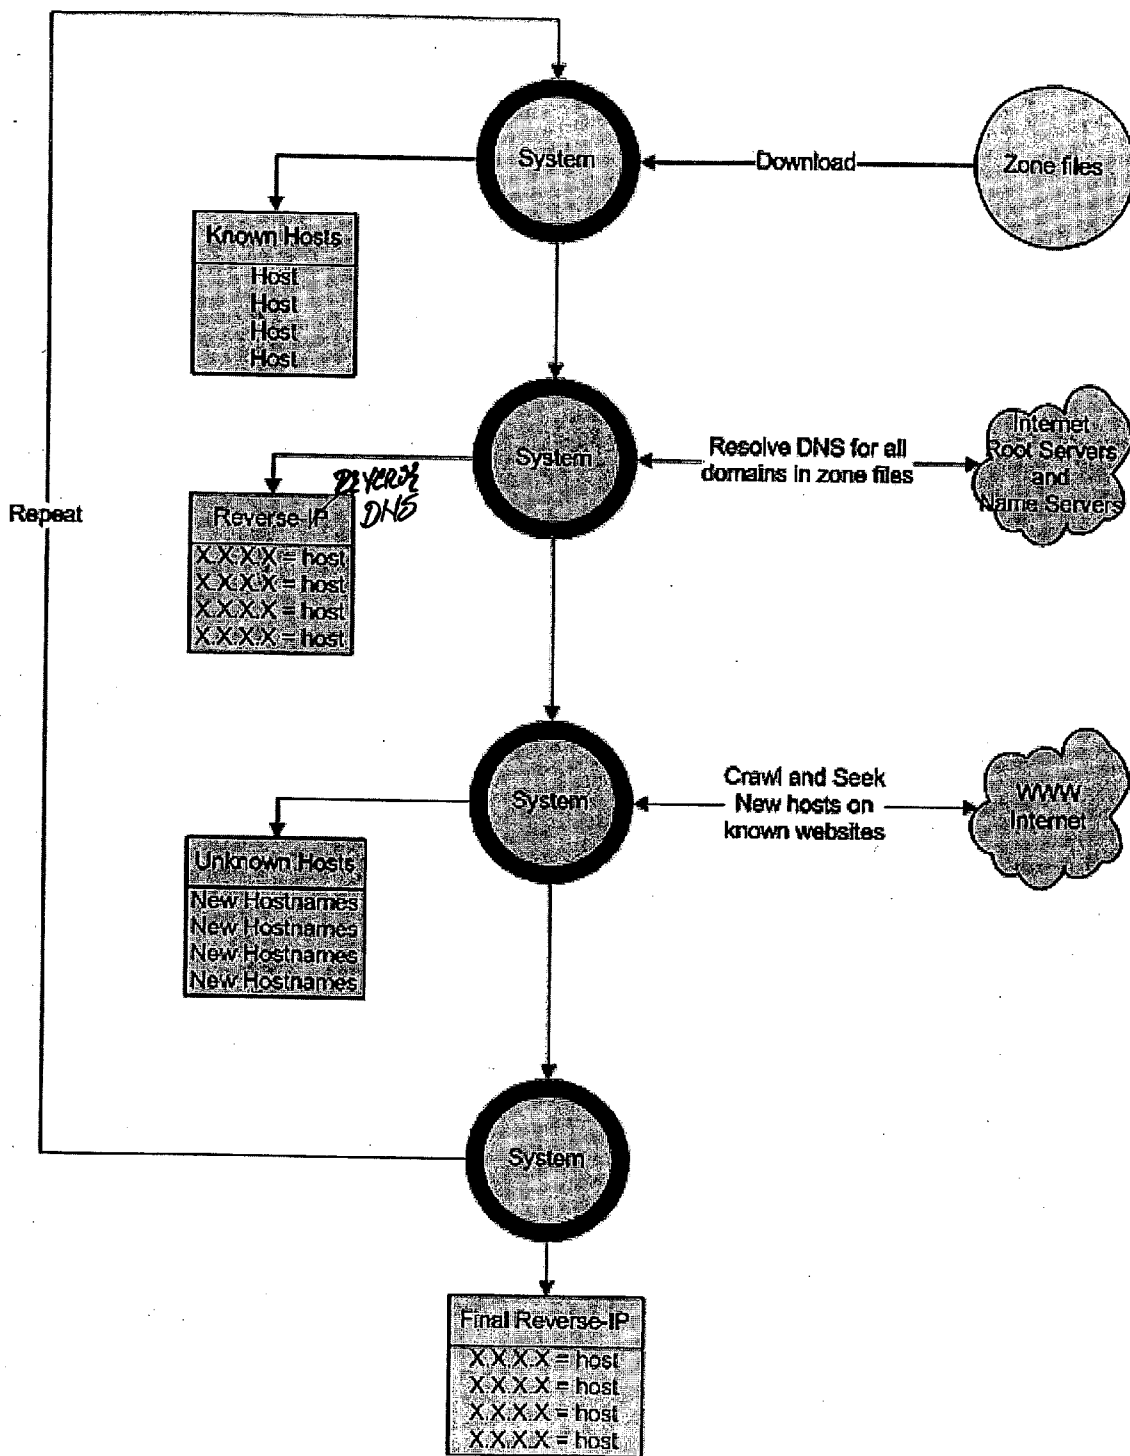 System
Download
Zone files
Known Hosts
Host
Host
Host
Host
System
Resolve DNS for all
domains in zone files
Internet
Root Servers
and
Name Servers
Repeat
Reverse-IP
REVERSE
DNS
X.X.X.X = host
X.X.X.X = host
X.X.X.X = host
X.X.X.X = host
System
Crawl and Seek
New hosts on
known websites
WWW
Internet
Unknown Hosts
New Hostnames
New Hostnames
New Hostnames
New Hostnames
System
Final Reverse-IP
X.X.X.X = host
X.X.X.X = host
X.X.X.X = host
X.X.X.X = host